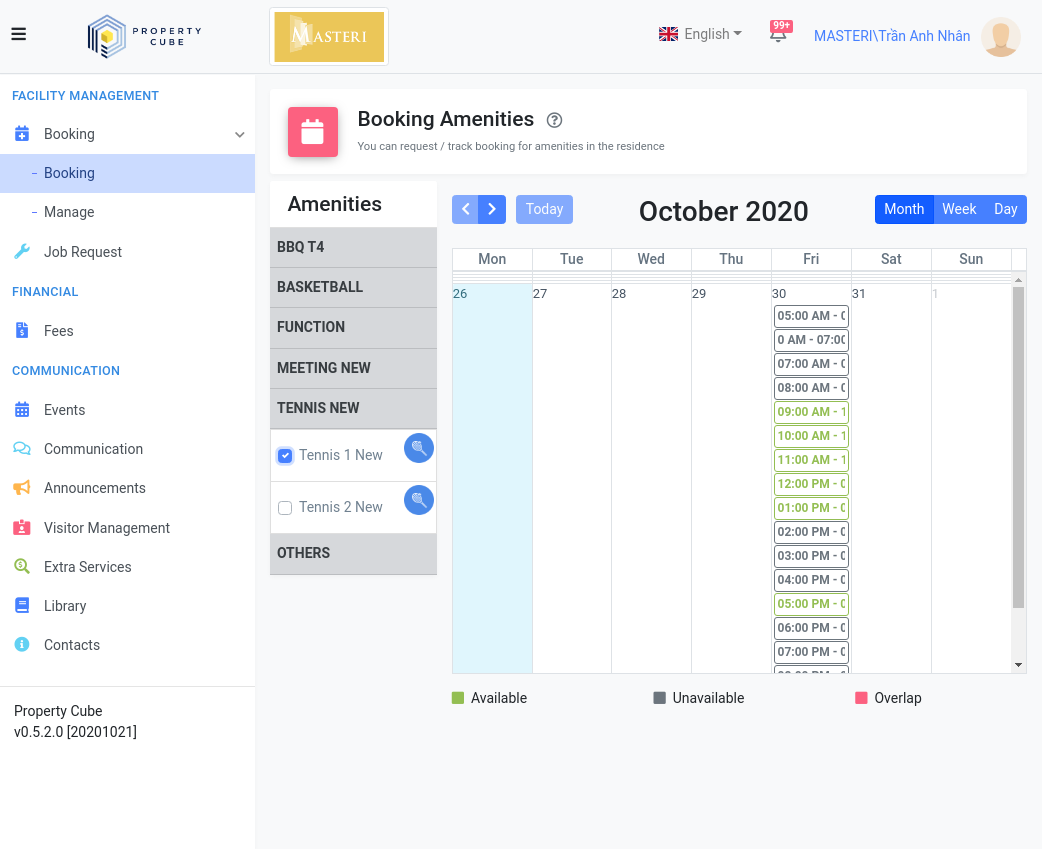 PROPERTY
CUBE
MASTERI
English
99+
MASTERI\Trần Anh Nhân
FACILITY MANAGEMENT
Booking
Booking
Manage
Job Request
FINANCIAL
Fees
COMMUNICATION
Events
Communication
Announcements
Visitor Management
Extra Services
Library
Contacts
Property Cube
v0.5.2.0 [20201021]
Booking Amenities
You can request / track booking for amenities in the residence
Amenities
BBQ T4
BASKETBALL
FUNCTION
MEETING NEW
TENNIS NEW
Tennis 1 New
Tennis 2 New
OTHERS
Today
October 2020
Month Week Day
Mon Tue Wed Thu Fri Sat Sun
26 27 28 29 30 31 1
05:00 AM - 0
0 AM - 07:00
07:00 AM - 0
08:00 AM - 0
09:00 AM - 1
10:00 AM - 1
11:00 AM - 1
12:00 PM - 0
01:00 PM - 0
02:00 PM - 0
03:00 PM - 0
04:00 PM - 0
05:00 PM - 0
06:00 PM - 0
07:00 PM - 0
Available Unavailable Overlap